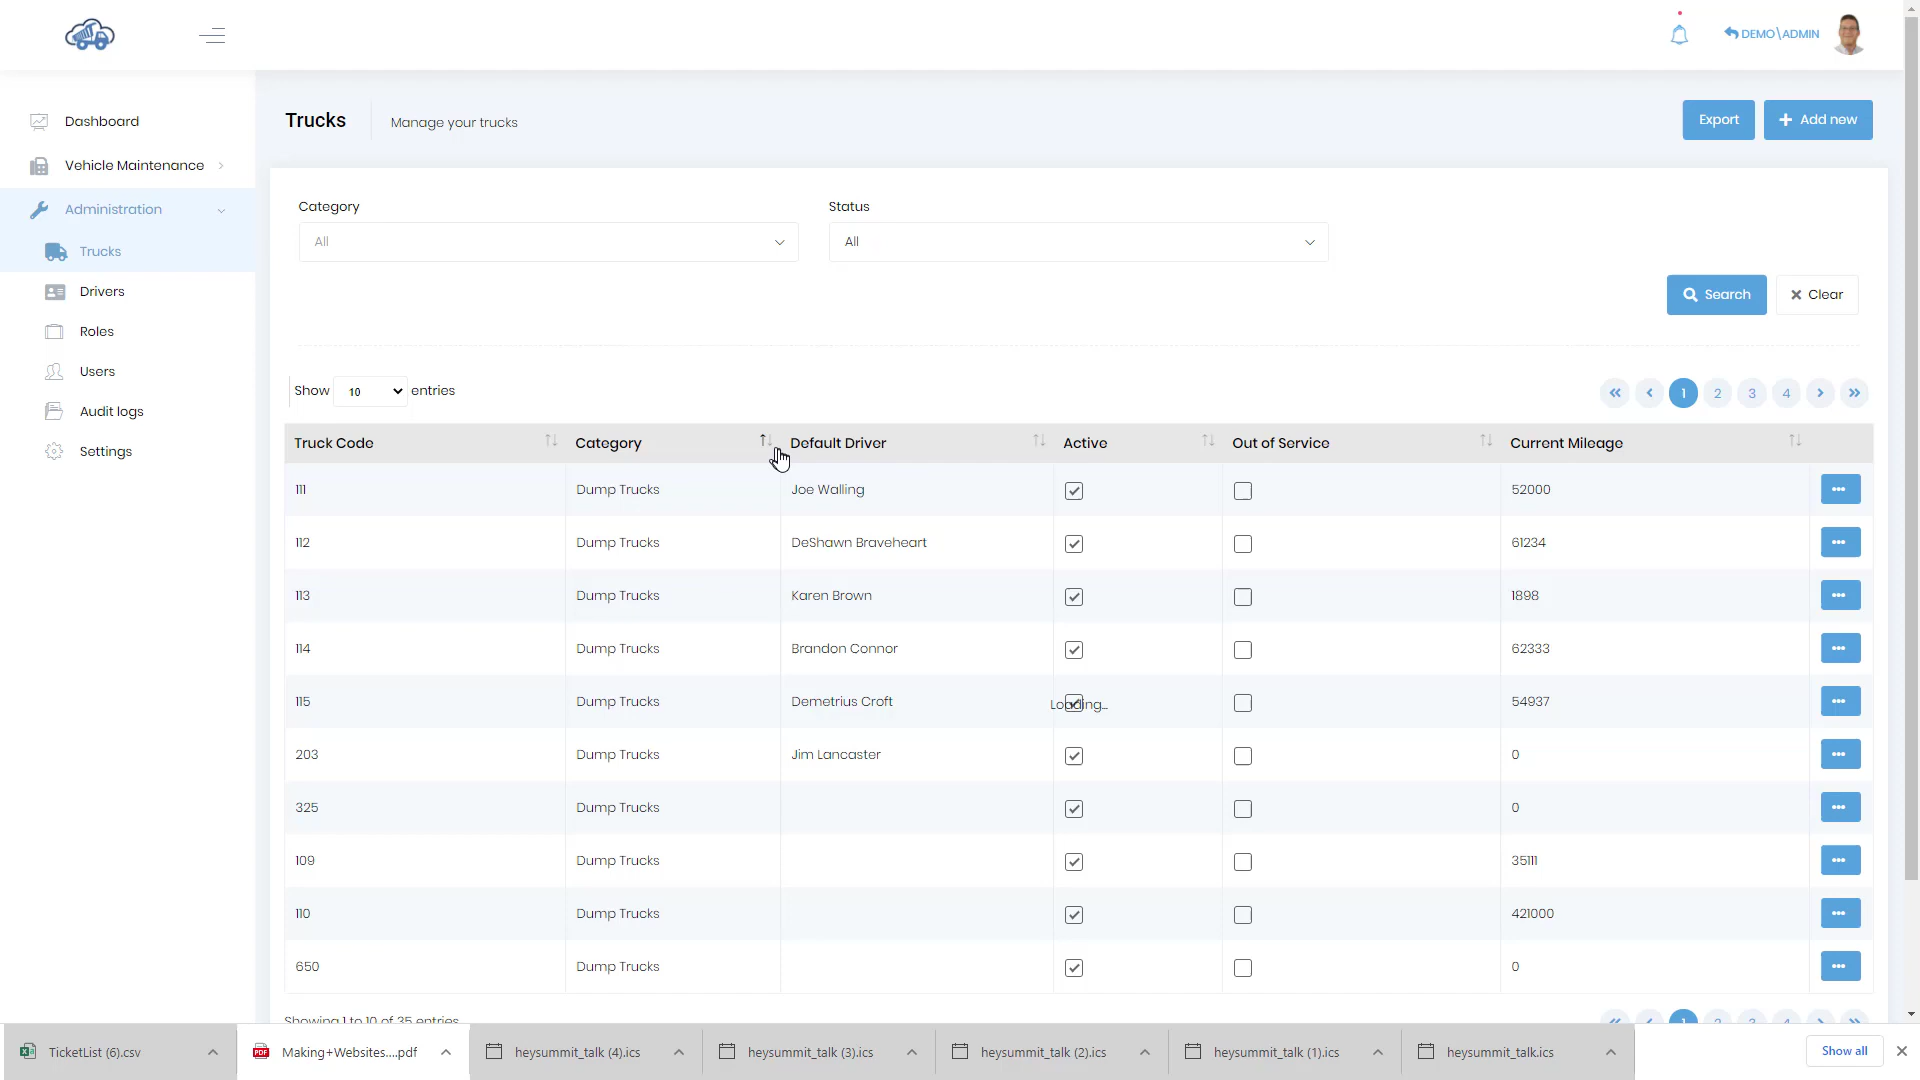 DEMO\ADMIN
Dashboard
Vehicle Maintenance
Administration
Trucks
Drivers
Roles
Users
Audit logs
Settings
Trucks
Manage your trucks
Export
Add new
Category
Status
All
All
Search
Clear
Show 10 entries
1 2 3 4
Truck Code Category Default Driver Active Out of Service Current Mileage
111 Dump Trucks Joe Walling 52000
112 Dump Trucks DeShawn Braveheart 61234
113 Dump Trucks Karen Brown 1898
114 Dump Trucks Brandon Connor 62333
115 Dump Trucks Demetrius Croft 54937
Loading...
203 Dump Trucks Jim Lancaster 0
325 Dump Trucks 0
109 Dump Trucks 35111
110 Dump Trucks 421000
650 Dump Trucks 0
Showing 1 to 10 of 35 entries
1 2 3 4
TicketList (6).csv
PDF
Making+Websites....pdf
heysummit_talk (4).ics
heysummit_talk (3).ics
heysummit_talk (2).ics
heysummit_talk (1).ics
heysummit_talk.ics
Show all